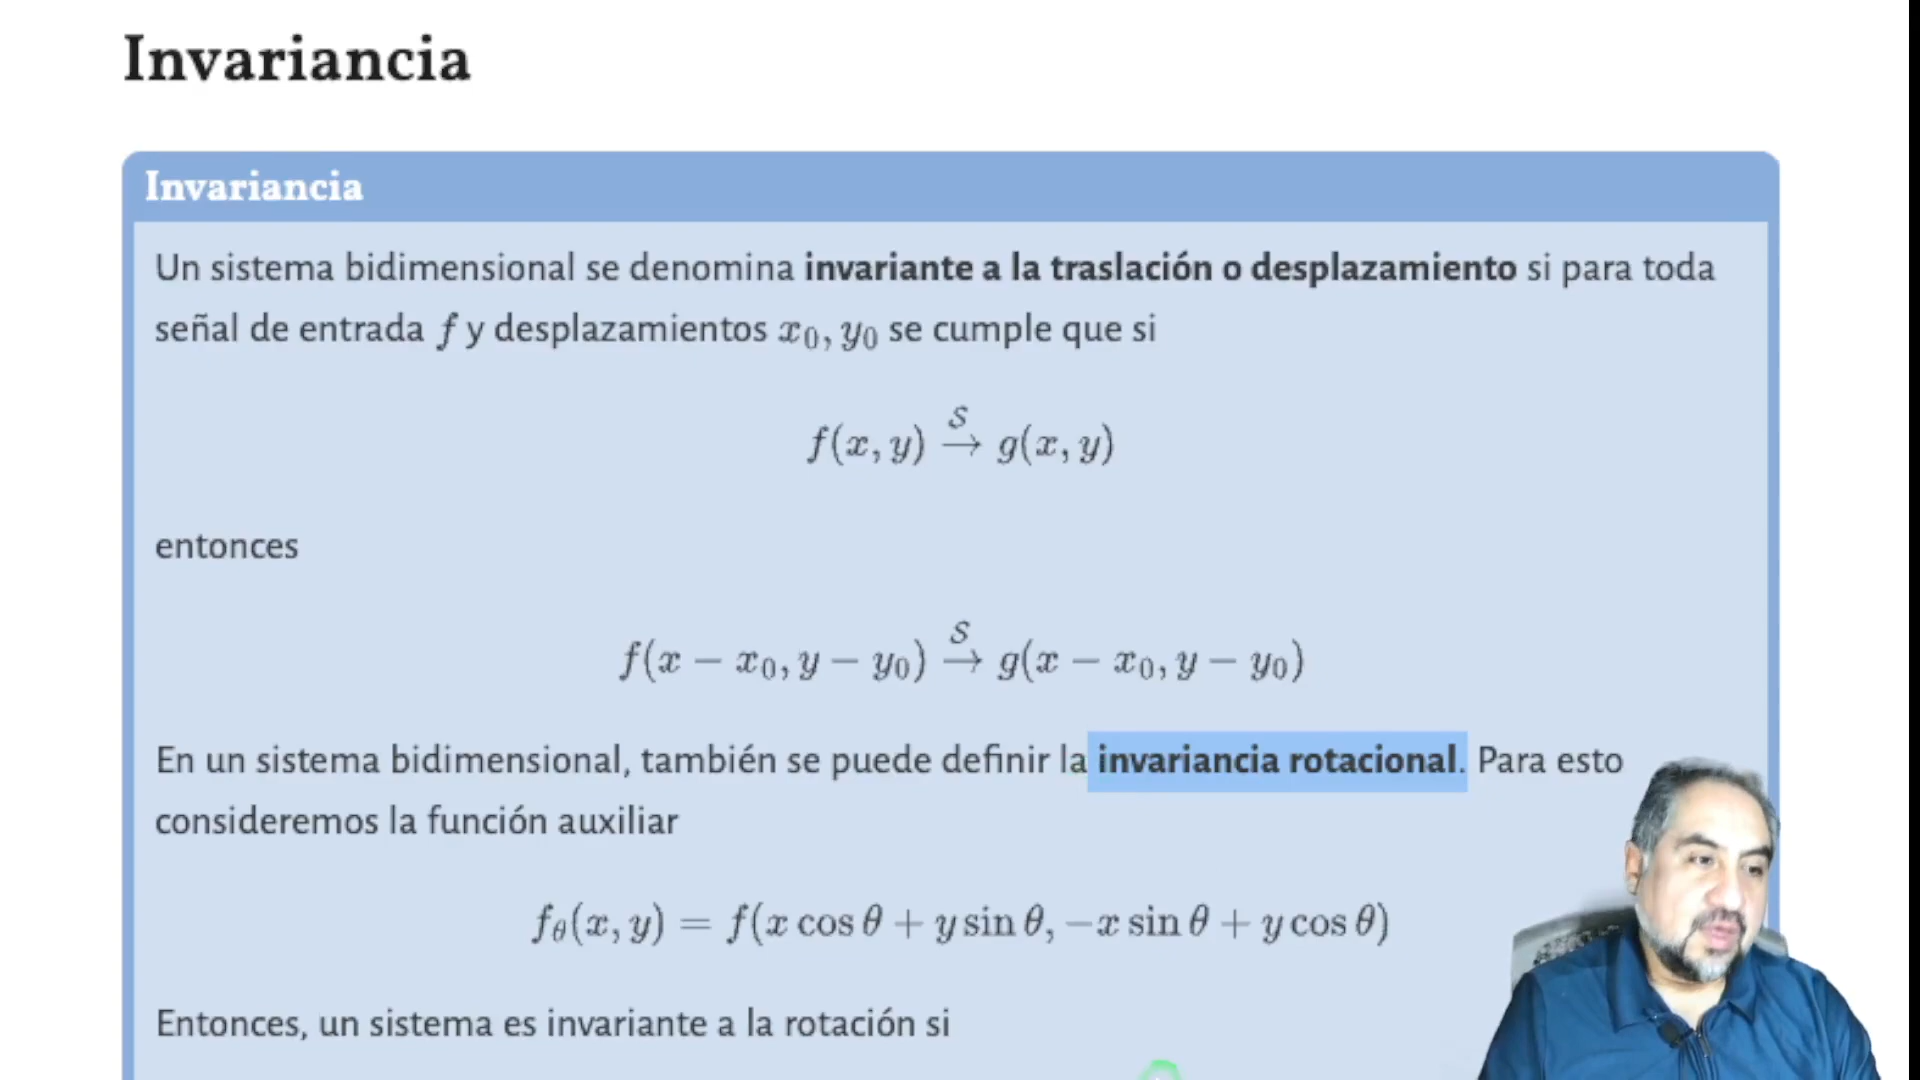 Invariancia
Invariancia
Un sistema bidimensional se denomina invariante a la traslación o desplazamiento si para toda
señal de entrada f y desplazamientos x₀, y₀ se cumple que si
f(x, y) →ˢ g(x, y)
entonces
f(x − x₀, y − y₀) →ˢ g(x − x₀, y − y₀)
En un sistema bidimensional, también se puede definir la invariancia rotacional. Para esto
consideremos la función auxiliar
f_θ(x, y) = f(x cos θ + y sin θ, −x sin θ + y cos θ)
Entonces, un sistema es invariante a la rotación si